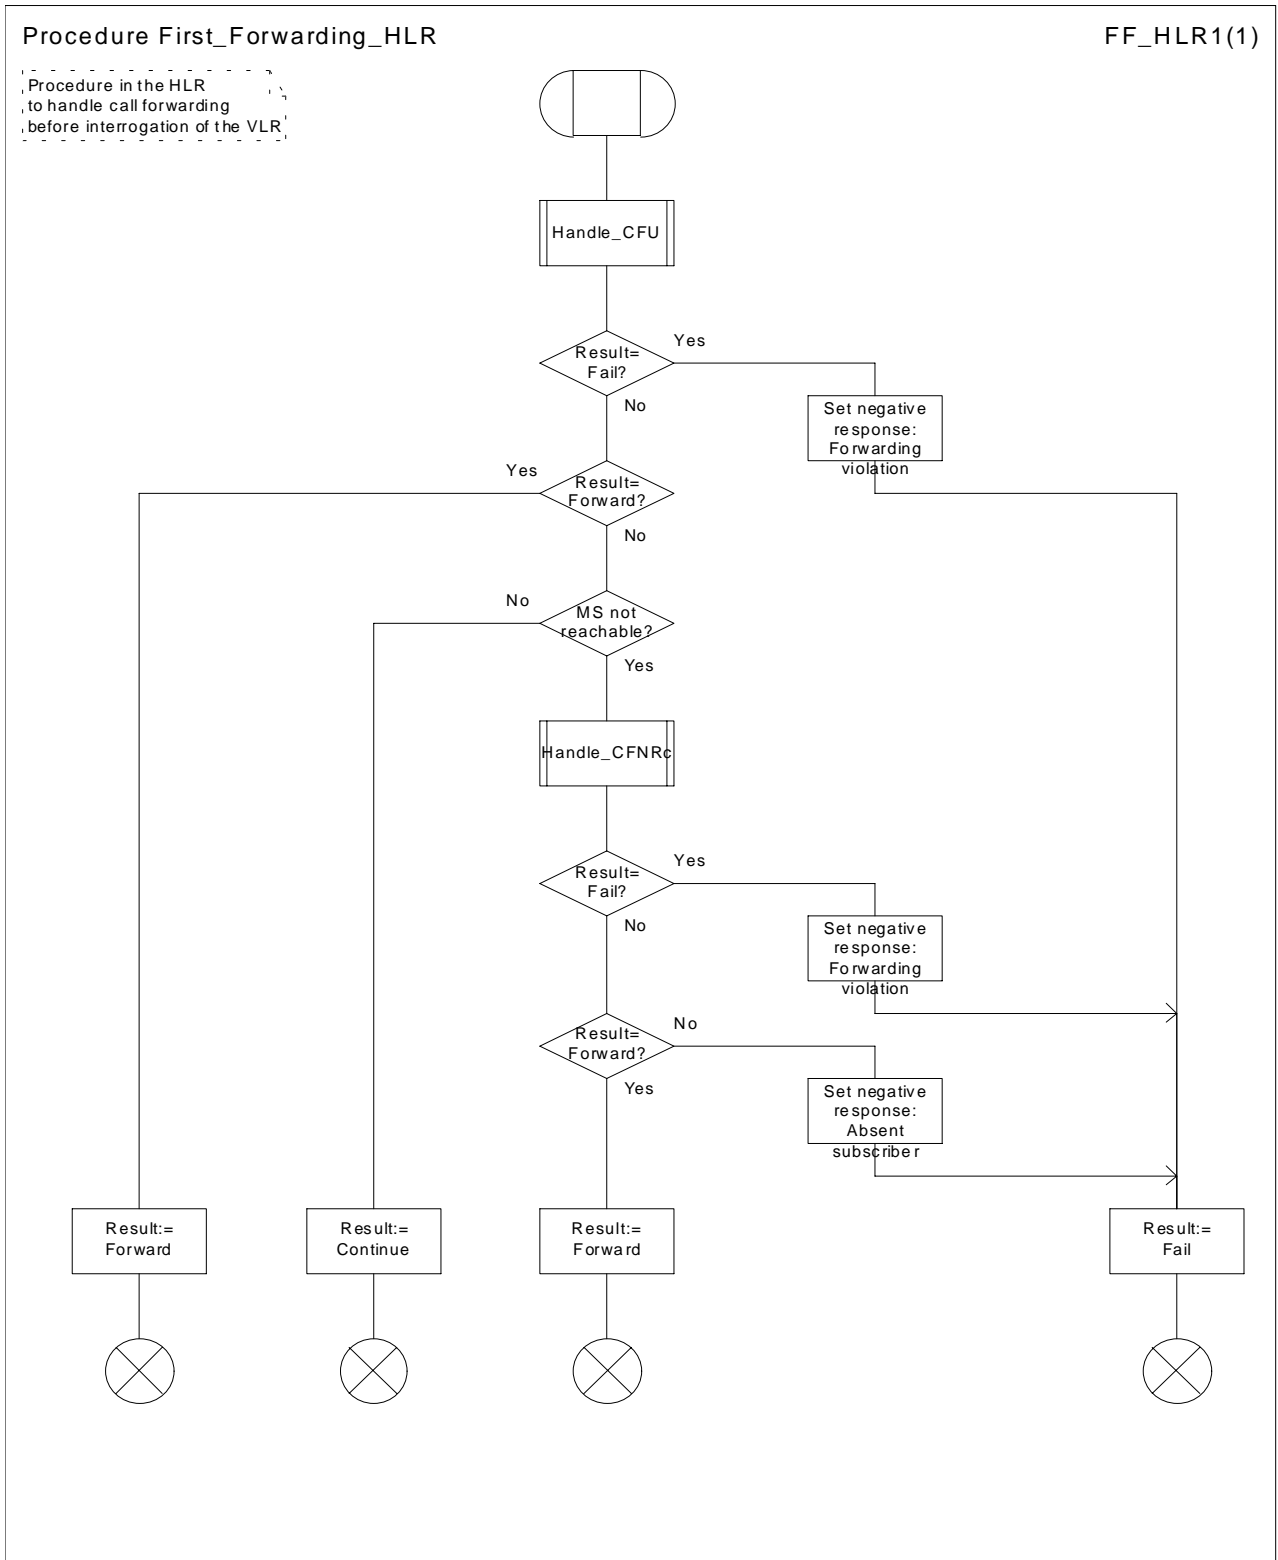 Procedure First_Forwarding_HLR
FF_HLR1(1)
Procedure in the HLR
to handle call forwarding
before interrogation of the VLR
Handle_CFU
Result=
Fail?
Yes
No
Set negative
response:
Forwarding
violation
Result=
Forward?
Yes
No
MS not
reachable?
No
Yes
Handle_CFNRc
Result=
Fail?
Yes
No
Set negative
response:
Forwarding
violation
Result=
Forward?
No
Yes
Set negative
response:
Absent
subscriber
Result:=
Forward
Result:=
Continue
Result:=
Forward
Result:=
Fail